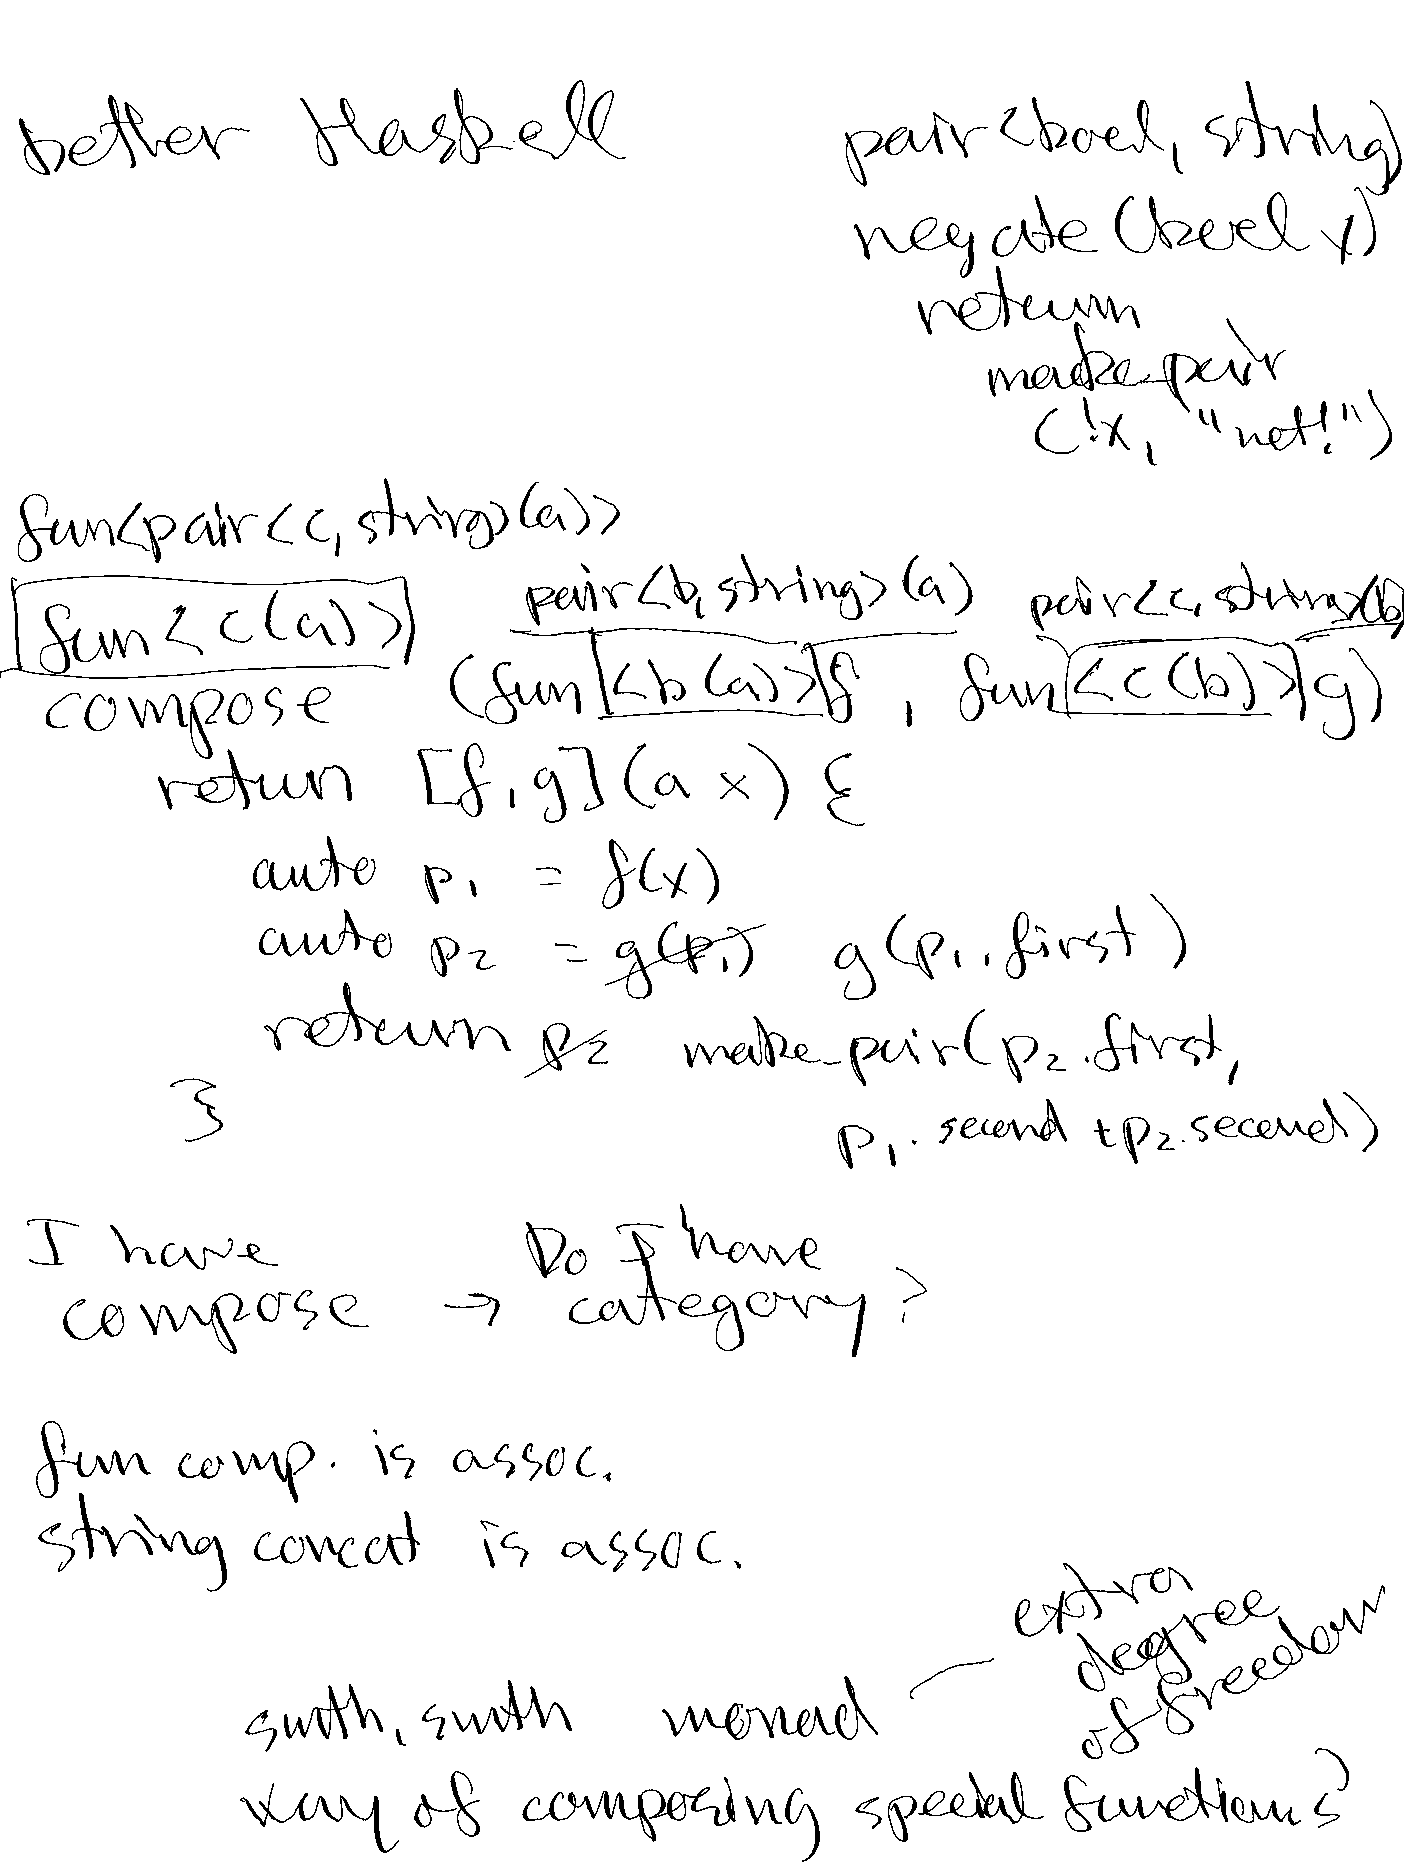 better Haskell
pair<bool, string>
negate (bool x)
return
make_pair
(!x, "not!")
fun<pair<c, string>(a)>
pair<b, string>(a)
pair<c, string>(b)
fun<c(a)>
compose
(fun<b(a)>f, fun<c(b)>g)
return [f, g](a x) {
auto p1 = f(x)
auto p2 = g(p1) g(p1.first)
return p2 make_pair(p2.first,
p1.second + p2.second)
}
I have
compose → Do I have
category?
fun comp. is assoc.
string concat is assoc.
smth, smth monad — extra
degree
of freedom
way of composing special functions